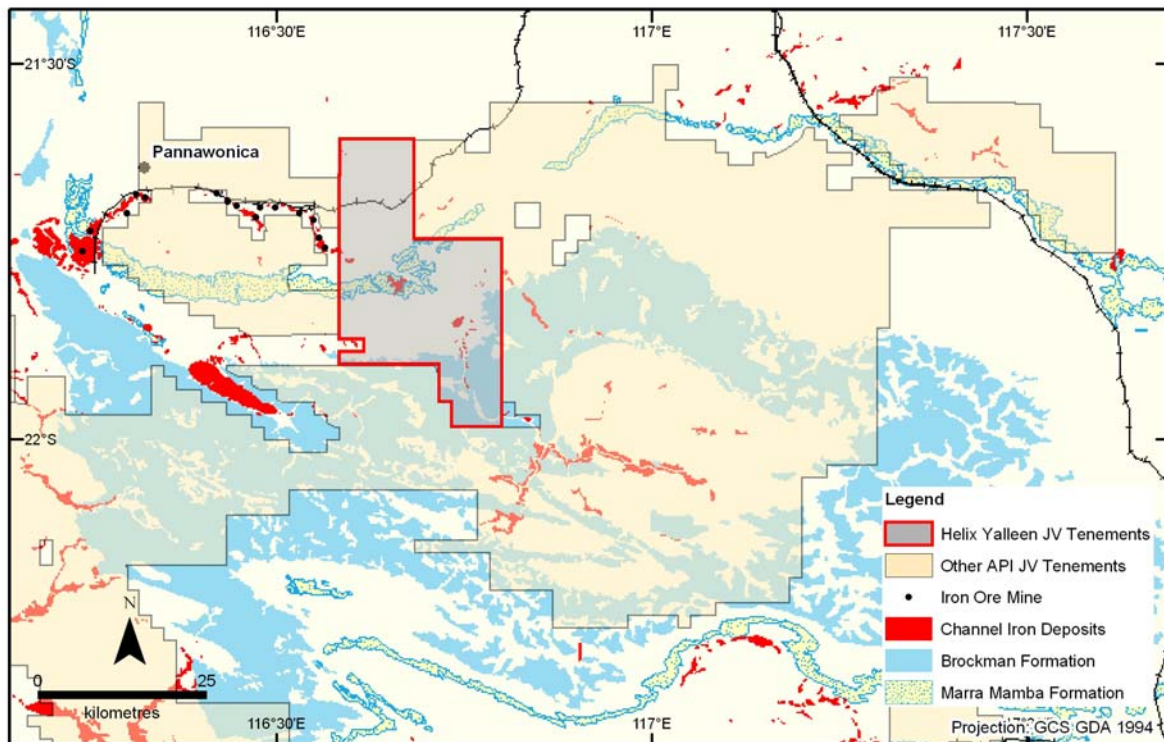 116°30'E
117°E
117°30'E
21°30'S
Pannawonica
22°S
Legend
Helix Yalleen JV Tenements
Other API JV Tenements
Iron Ore Mine
Channel Iron Deposits
Brockman Formation
Marra Mamba Formation
N
0
25
kilometres
116°30'E
117°E
Projection: GCS GDA 1994